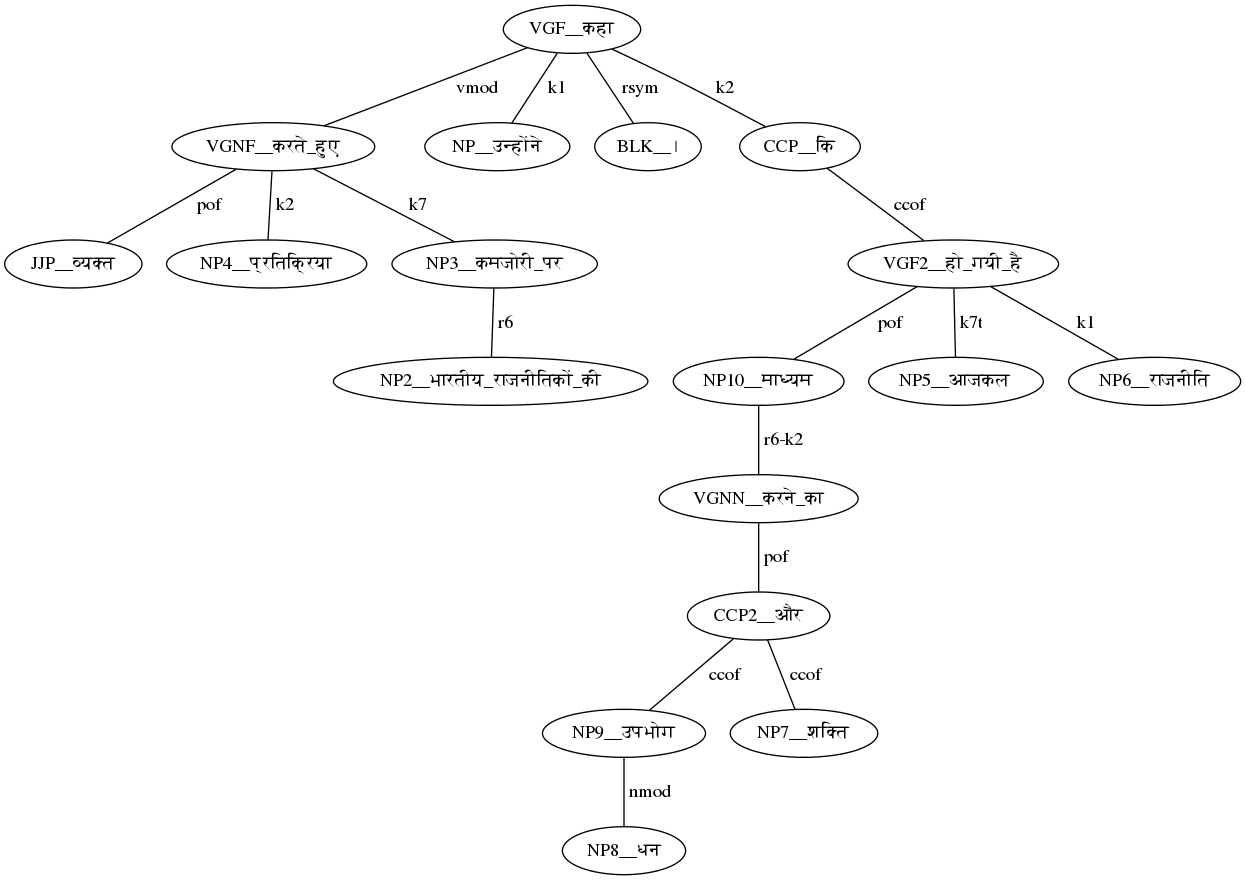 VGF__कहा
vmod k1 rsym k2
VGNF__करते_हुए NP__उन्होंने BLK__। CCP__कि
pof k2 k7 ccof
JJP__व्यक्त NP4__प्रतिक्रिया NP3__कमजोरी_पर VGF2__हो_गयी_है
r6 pof k7t k1
NP2__भारतीय_राजनीतिकों_की NP10__माध्यम NP5__आजकल NP6__राजनीति
r6-k2
VGNN__करने_का
pof
CCP2__और
ccof ccof
NP9__उपभोग NP7__शक्ति
nmod
NP8__धन